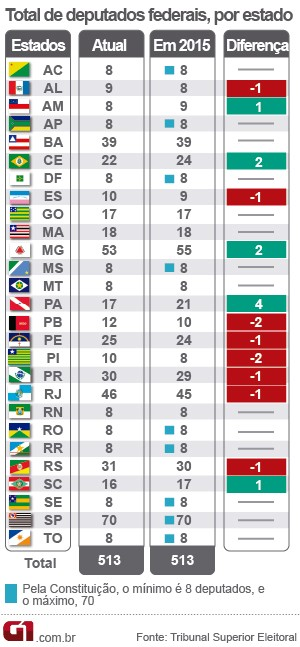 Total de deputados federais, por estado
Estados Atual Em 2015 Diferença
AC 8 8
AL 9 8 -1
AM 8 9 1
AP 8 8
BA 39 39
CE 22 24 2
DF 8 8
ES 10 9 -1
GO 17 17
MA 18 18
MG 53 55 2
MS 8 8
MT 8 8
PA 17 21 4
PB 12 10 -2
PE 25 24 -1
PI 10 8 -2
PR 30 29 -1
RJ 46 45 -1
RN 8 8
RO 8 8
RR 8 8
RS 31 30 -1
SC 16 17 1
SE 8 8
SP 70 70
TO 8 8
Total 513 513
Pela Constituição, o mínimo é 8 deputados, e
o máximo, 70
G1.com.br Fonte: Tribunal Superior Eleitoral